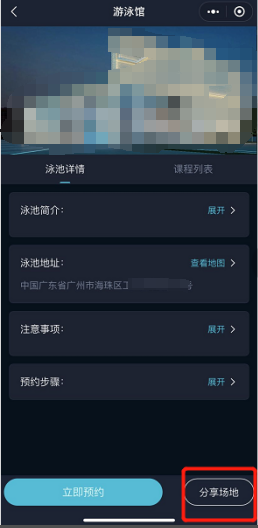 游泳馆
泳池详情 课程列表
泳池简介： 展开
泳池地址： 查看地图
中国广东省广州市海珠区 号
注意事项： 展开
预约步骤： 展开
立即预约 分享场地